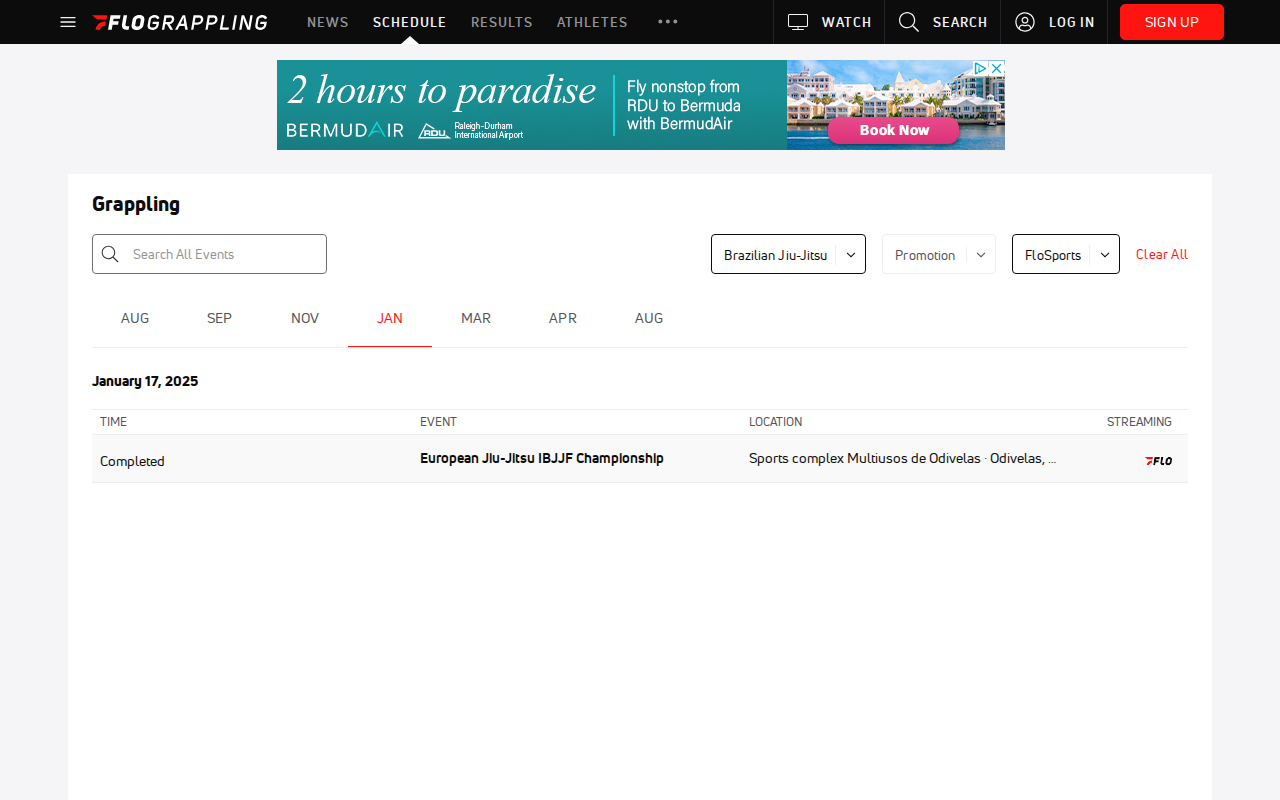 FLOGRAPPLING
NEWS
SCHEDULE
RESULTS
ATHLETES
WATCH
SEARCH
LOG IN
SIGN UP
2 hours to paradise
BERMUDAIR
RDU
Raleigh-Durham
International Airport
Fly nonstop from
RDU to Bermuda
with BermudAir
Book Now
Grappling
Search All Events
Brazilian Jiu-Jitsu
Promotion
FloSports
Clear All
AUG
SEP
NOV
JAN
MAR
APR
AUG
January 17, 2025
TIME
EVENT
LOCATION
STREAMING
Completed
European Jiu-Jitsu IBJJF Championship
Sports complex Multiusos de Odivelas · Odivelas, ...
FLO